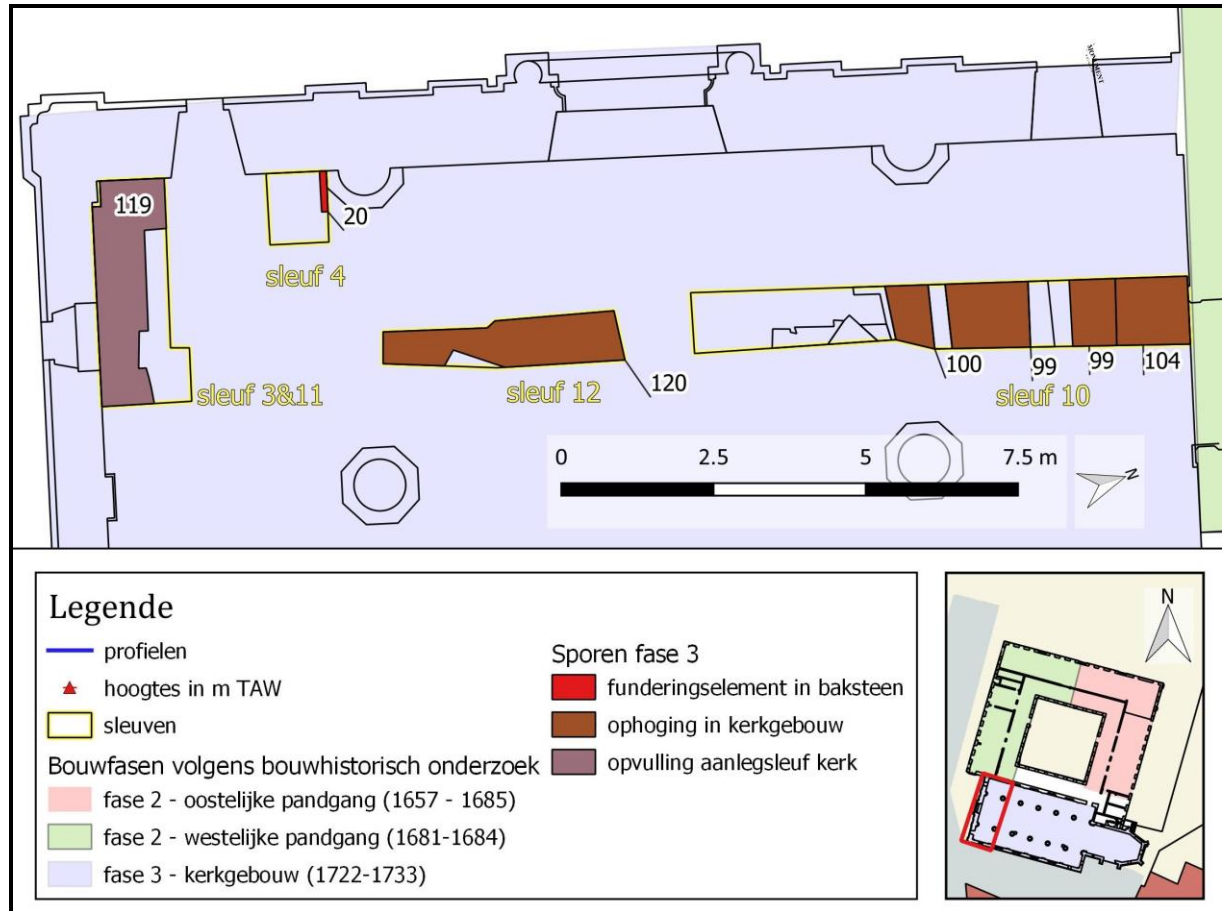 MONUMENT
119
20
sleuf 4
sleuf 3&11
sleuf 12
120
100
99
99
104
sleuf 10
0
2.5
5
7.5 m
N
Legende
profielen
hoogtes in m TAW
sleuven
Bouwfasen volgens bouwhistorisch onderzoek
fase 2 - oostelijke pandgang (1657 - 1685)
fase 2 - westelijke pandgang (1681-1684)
fase 3 - kerkgebouw (1722-1733)
Sporen fase 3
funderingselement in baksteen
ophoging in kerkgebouw
opvulling aanlegsleuf kerk
N